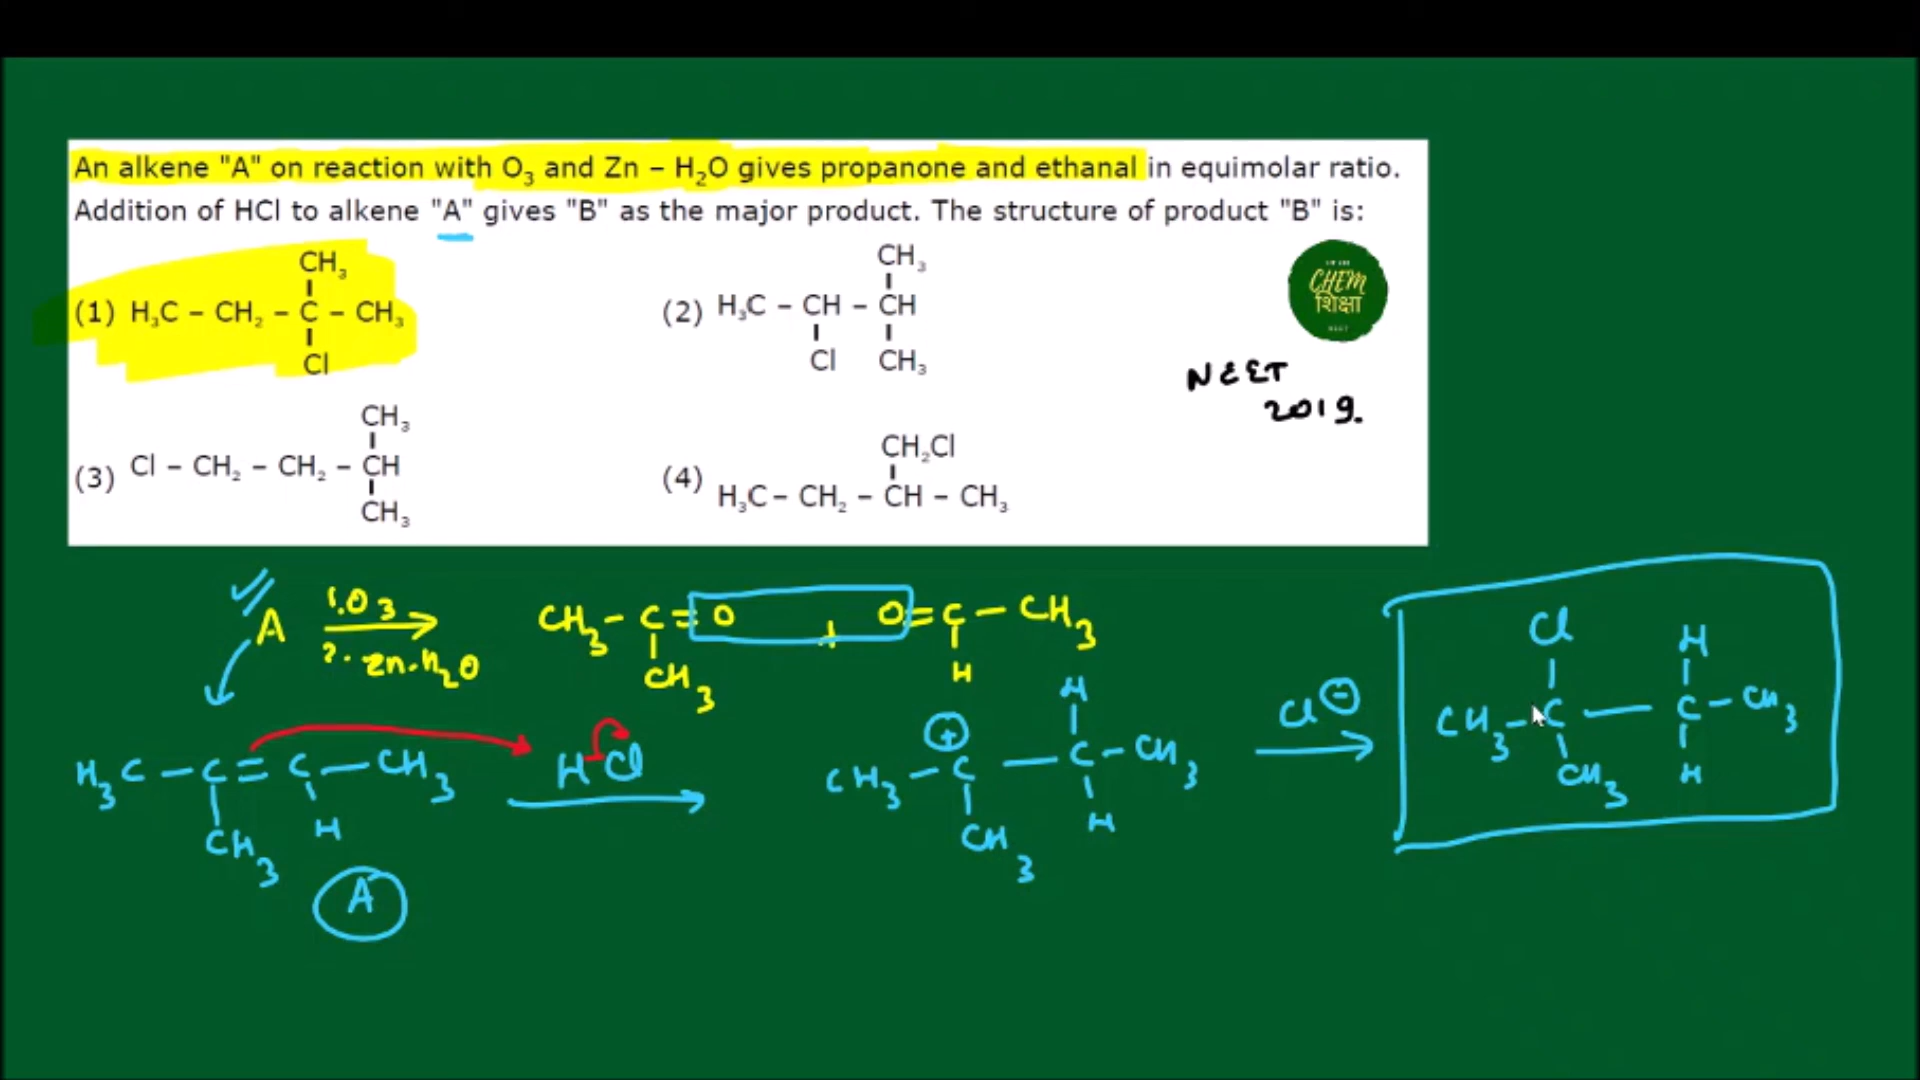 An alkene "A" on reaction with O₃ and Zn – H₂O gives propanone and ethanal in equimolar ratio.
Addition of HCl to alkene "A" gives "B" as the major product. The structure of product "B" is:
CH₃
(1) H₃C – CH₂ – C – CH₃
Cl
CH₃
(2) H₃C – CH – CH
Cl CH₃
CHEM
शिक्षा
NEET
NEET
2019.
CH₃
(3) Cl – CH₂ – CH₂ – CH
CH₃
CH₂Cl
(4) H₃C – CH₂ – CH – CH₃
A
1. O₃
2. Zn.H₂O
CH₃ – C = O + O = C – CH₃
CH₃ H
H₃C – C = C – CH₃
CH₃ H
A
HCl
⊕ H
CH₃ – C – C – CH₃
CH₃ H
Cl⊖
Cl H
CH₃ – C – C – CH₃
CH₃ H